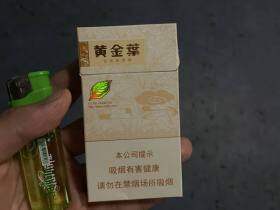 黄金葉
本公司提示
吸烟有害健康
请勿在禁烟场所吸烟